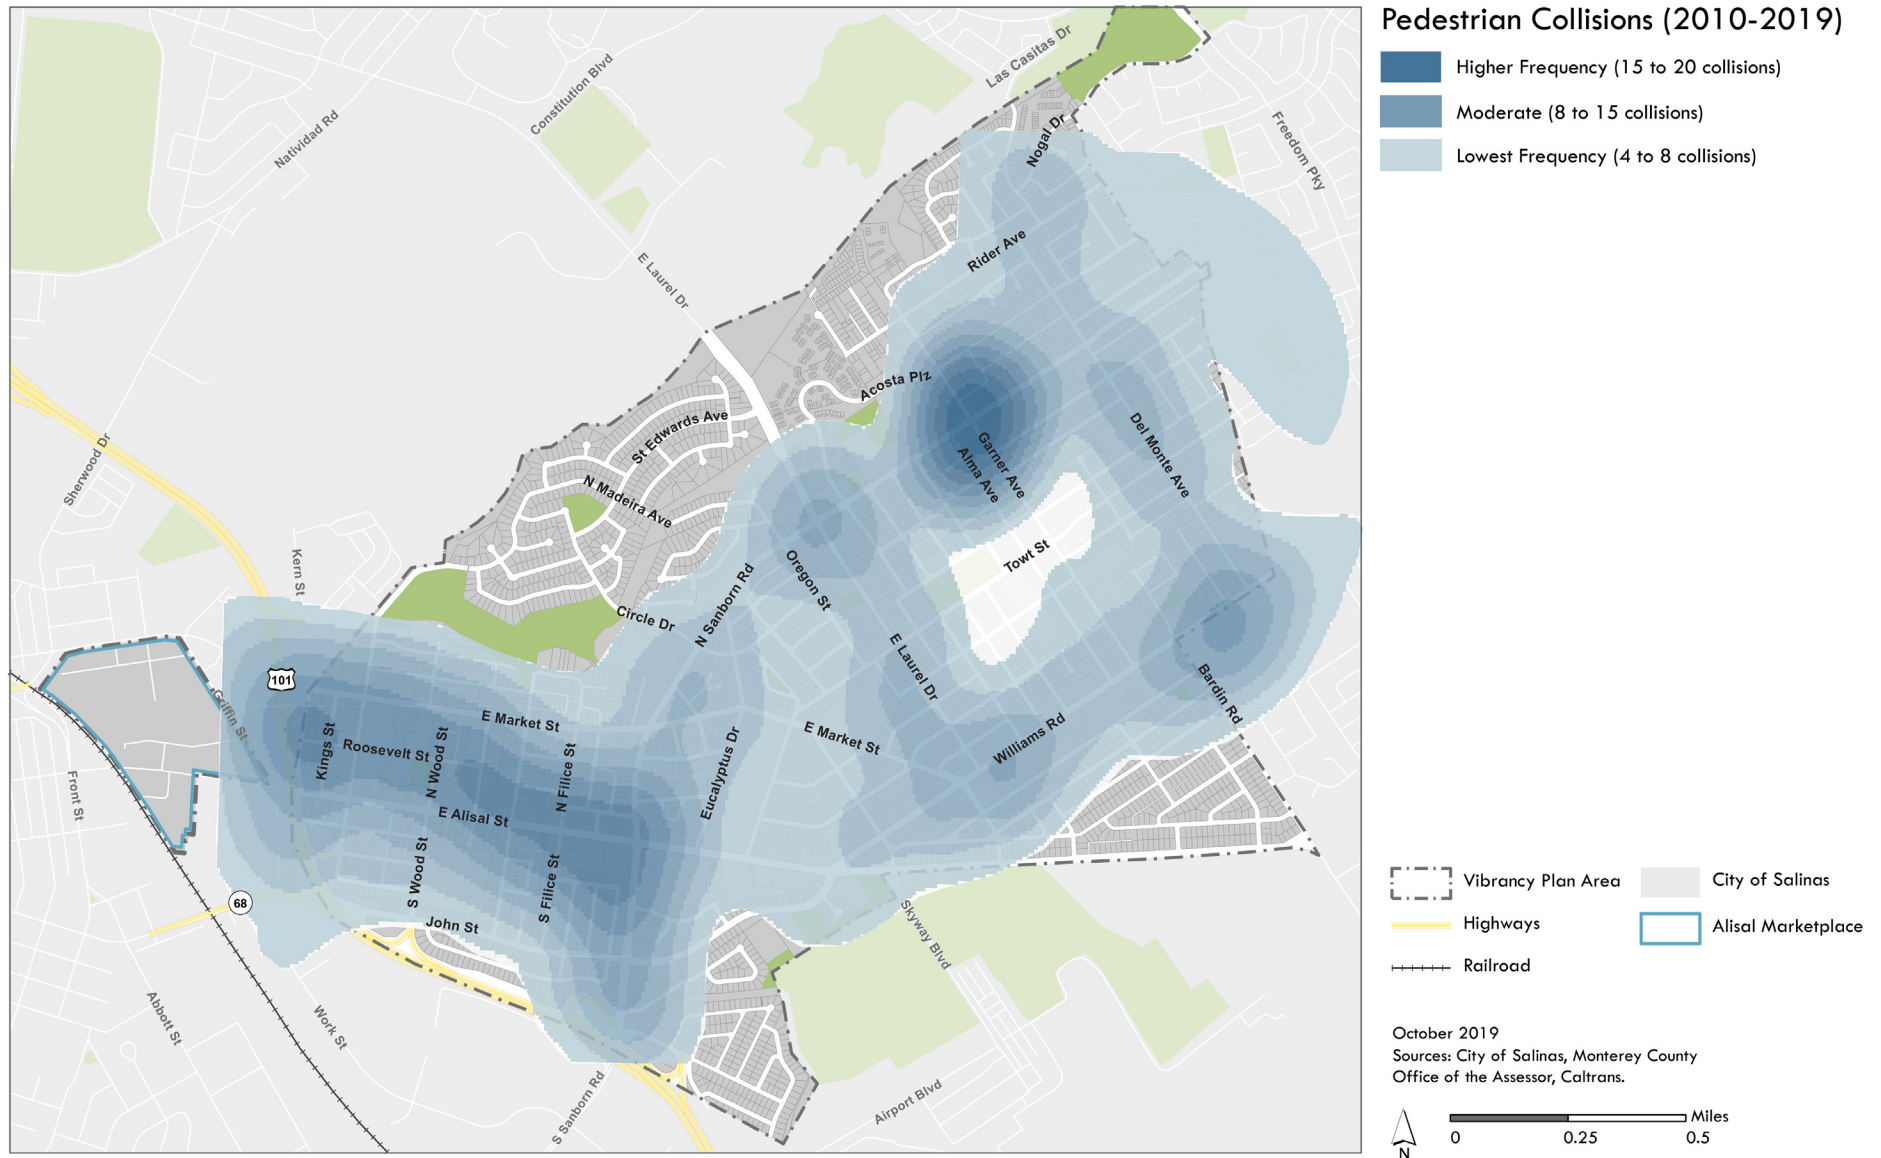 Pedestrian Collisions (2010-2019)
Higher Frequency (15 to 20 collisions)
Moderate (8 to 15 collisions)
Lowest Frequency (4 to 8 collisions)
Las Casitas Dr
Constitution Blvd
Natividad Rd
Nogal Dr
Freedom Pky
Rider Ave
E Laurel Dr
Acosta Plz
St Edwards Ave
Del Monte Ave
Garner Ave
Alma Ave
Sherwood Dr
N Madeira Ave
Kern St
Towt St
Oregon St
N Sanborn Rd
Circle Dr
E Laurel Dr
101
Bardin Rd
Griffin St
E Market St
E Market St
Williams Rd
Kings St
Roosevelt St
N Wood St
N Filice St
Eucalyptus Dr
Front St
E Alisal St
S Wood St
S Filice St
68
John St
Skyway Blvd
Abbott St
Work St
S Sanborn Rd
Airport Blvd
Vibrancy Plan Area
City of Salinas
Highways
Alisal Marketplace
Railroad
October 2019
Sources: City of Salinas, Monterey County
Office of the Assessor, Caltrans.
Miles
0 0.25 0.5
N